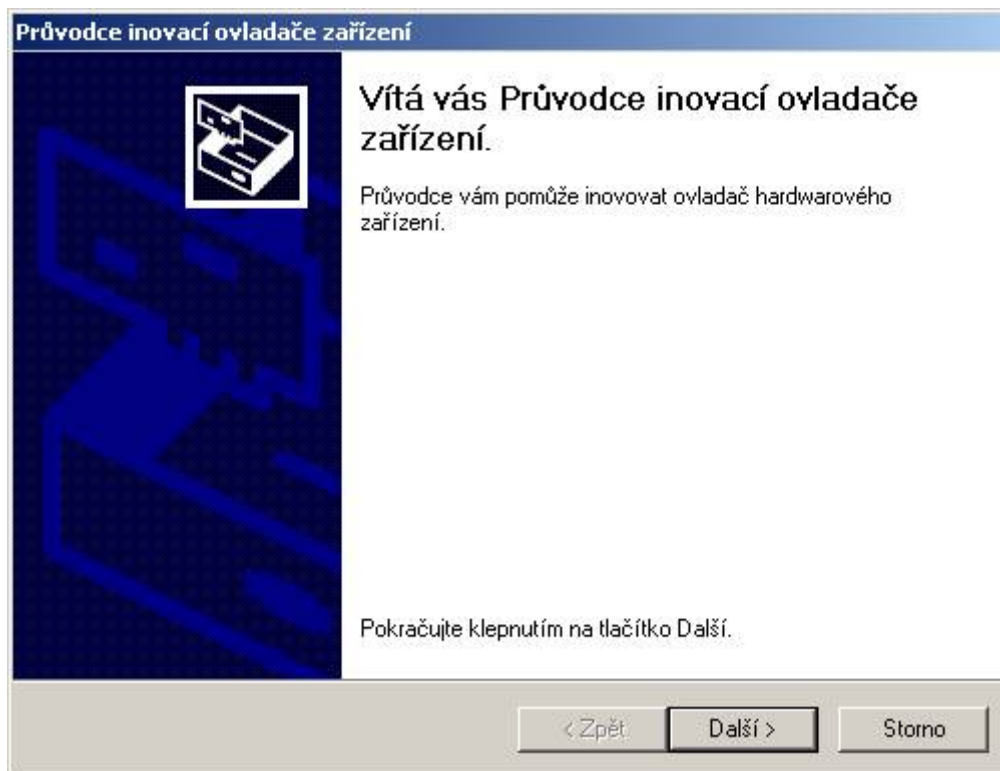 Průvodce inovací ovladače zařízení
Vítá vás Průvodce inovací ovladače
zařízení.
Průvodce vám pomůže inovovat ovladač hardwarového
zařízení.
Pokračujte klepnutím na tlačítko Další.
< Zpět
Další >
Storno